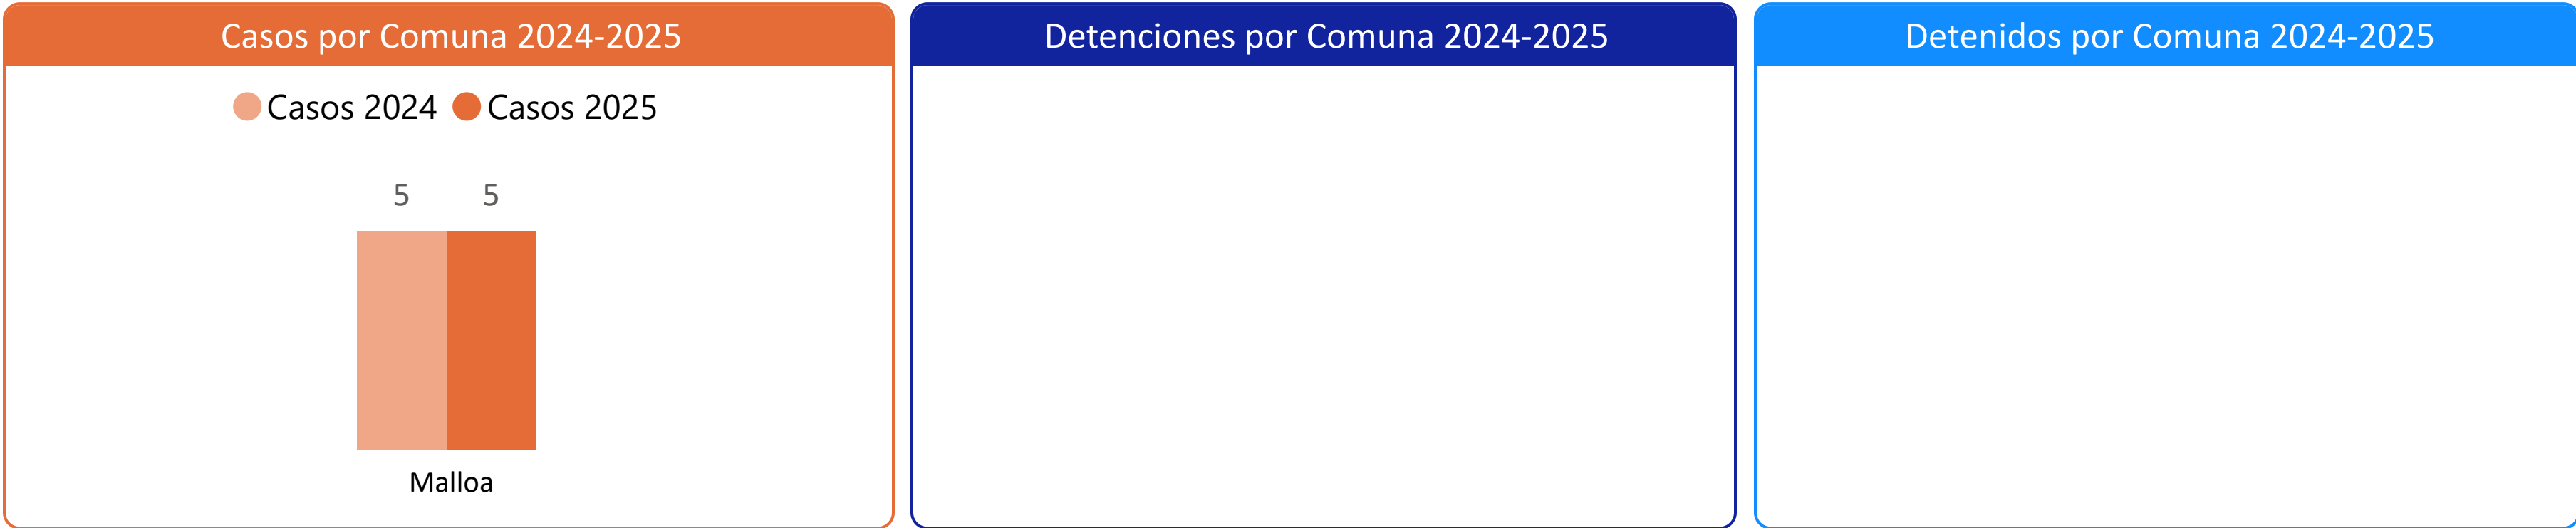 Casos por Comuna 2024-2025
Casos 2024 Casos 2025
5 5
Malloa
Detenciones por Comuna 2024-2025
Detenidos por Comuna 2024-2025